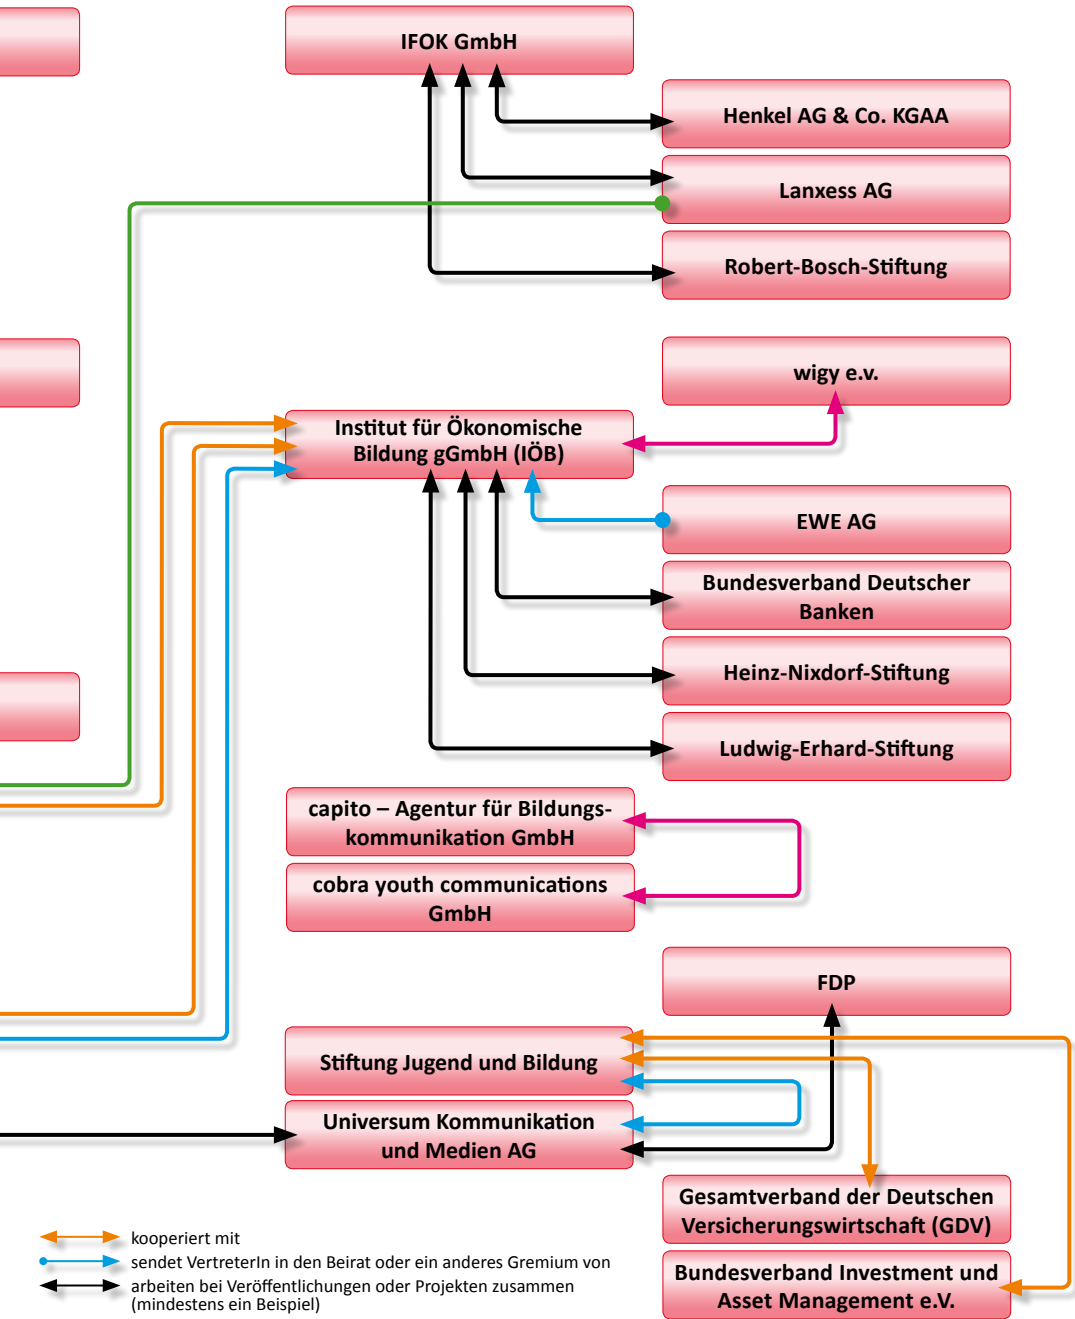 IFOK GmbH
Henkel AG & Co. KGAA
Lanxess AG
Robert-Bosch-Stiftung
wigy e.v.
Institut für Ökonomische
Bildung gGmbH (IÖB)
EWE AG
Bundesverband Deutscher
Banken
Heinz-Nixdorf-Stiftung
Ludwig-Erhard-Stiftung
capito – Agentur für Bildungs-
kommunikation GmbH
cobra youth communications
GmbH
FDP
Stiftung Jugend und Bildung
Universum Kommunikation
und Medien AG
Gesamtverband der Deutschen
Versicherungswirtschaft (GDV)
Bundesverband Investment und
Asset Management e.V.
kooperiert mit
sendet VertreterIn in den Beirat oder ein anderes Gremium von
arbeiten bei Veröffentlichungen oder Projekten zusammen
(mindestens ein Beispiel)